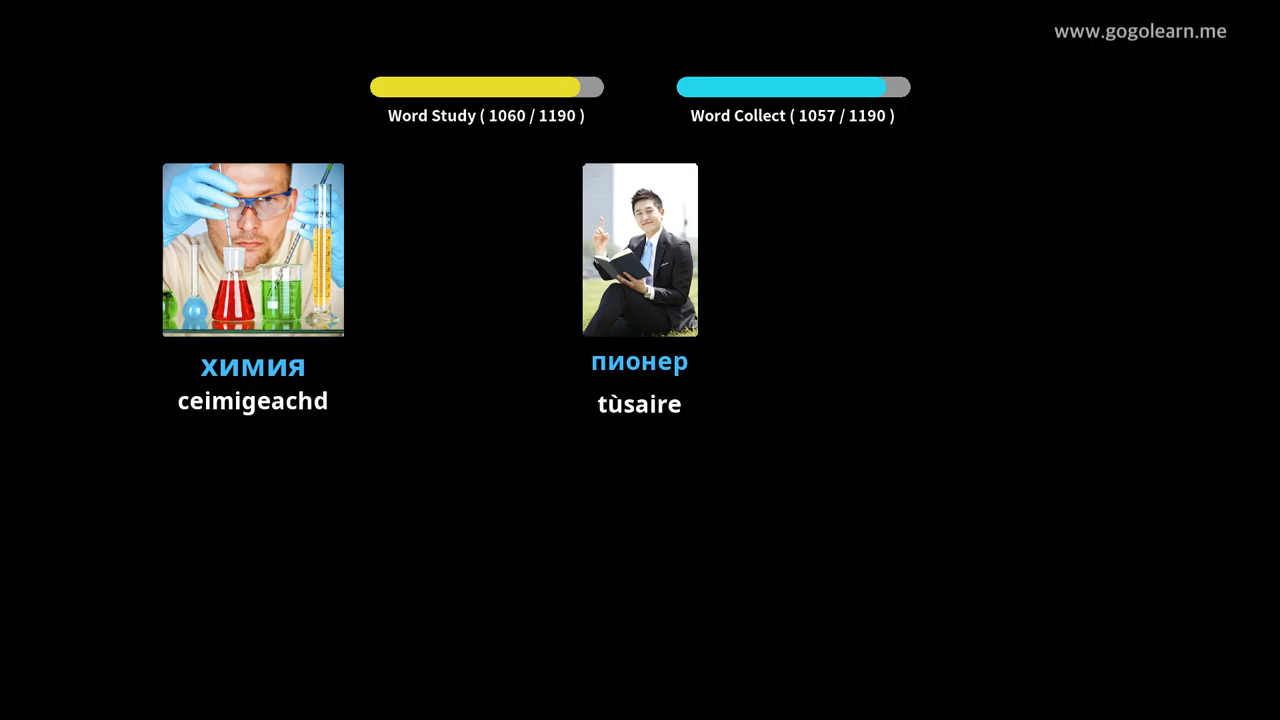 www.gogolearn.me
Word Study ( 1060 / 1190 )
Word Collect ( 1057 / 1190 )
химия
ceimigeachd
пионер
tùsaire